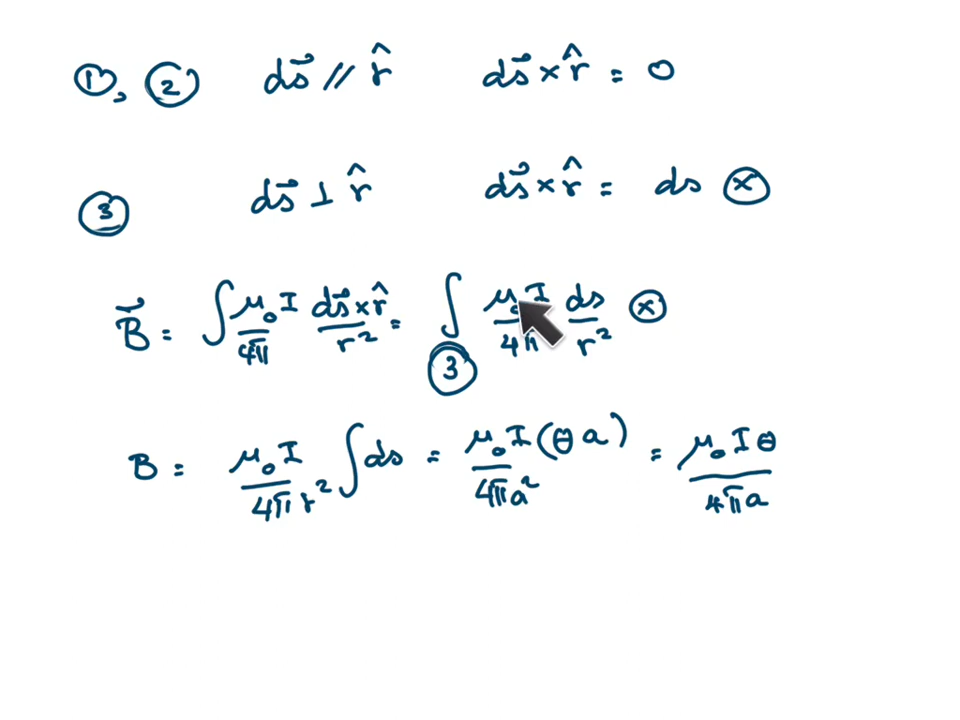 ①, ② ds⃗ // r̂ ds⃗ × r̂ = 0
③ ds⃗ ⊥ r̂ ds⃗ × r̂ = ds ⊗
B⃗ = ∫ μ₀I/4π ds⃗ × r̂/r² = ∫③ μ₀I/4π ds/r² ⊗
B = μ₀I/4πr² ∫ds = μ₀I(θa)/4πa² = μ₀Iθ/4πa